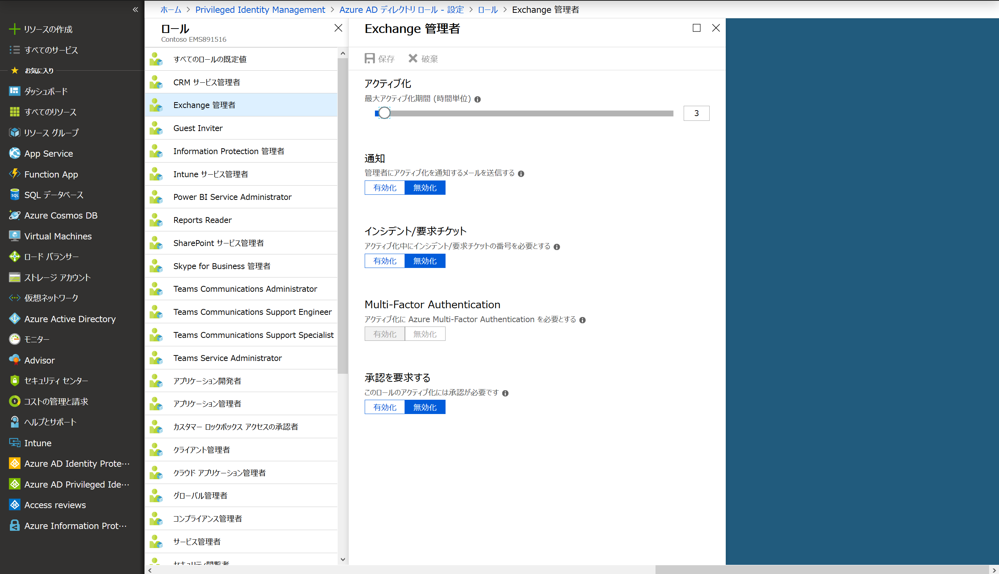 ホーム > Privileged Identity Management > Azure AD ディレクトリ ロール - 設定 > ロール > Exchange 管理者
リソースの作成
すべてのサービス
お気に入り
ダッシュボード
すべてのリソース
リソース グループ
App Service
Function App
SQL データベース
Azure Cosmos DB
Virtual Machines
ロード バランサー
ストレージ アカウント
仮想ネットワーク
Azure Active Directory
モニター
Advisor
セキュリティ センター
コストの管理と請求
ヘルプとサポート
Intune
Azure AD Identity Prote…
Azure AD Privileged Ide…
Access reviews
Azure Information Prot…
ロール
Contoso EMS891516
すべてのロールの既定値
CRM サービス管理者
Exchange 管理者
Guest Inviter
Information Protection 管理者
Intune サービス管理者
Power BI Service Administrator
Reports Reader
SharePoint サービス管理者
Skype for Business 管理者
Teams Communications Administrator
Teams Communications Support Engineer
Teams Communications Support Specialist
Teams Service Administrator
アプリケーション開発者
アプリケーション管理者
カスタマー ロックボックス アクセスの承認者
クライアント管理者
クラウド アプリケーション管理者
グローバル管理者
コンプライアンス管理者
サービス管理者
セキュリティ閲覧者
Exchange 管理者
保存 破棄
アクティブ化
最大アクティブ化期間 (時間単位)
3
通知
管理者にアクティブ化を通知するメールを送信する
有効化 無効化
インシデント/要求チケット
アクティブ化中にインシデント/要求チケットの番号を必要とする
有効化 無効化
Multi-Factor Authentication
アクティブ化に Azure Multi-Factor Authentication を必要とする
有効化 無効化
承認を要求する
このロールのアクティブ化には承認が必要です
有効化 無効化